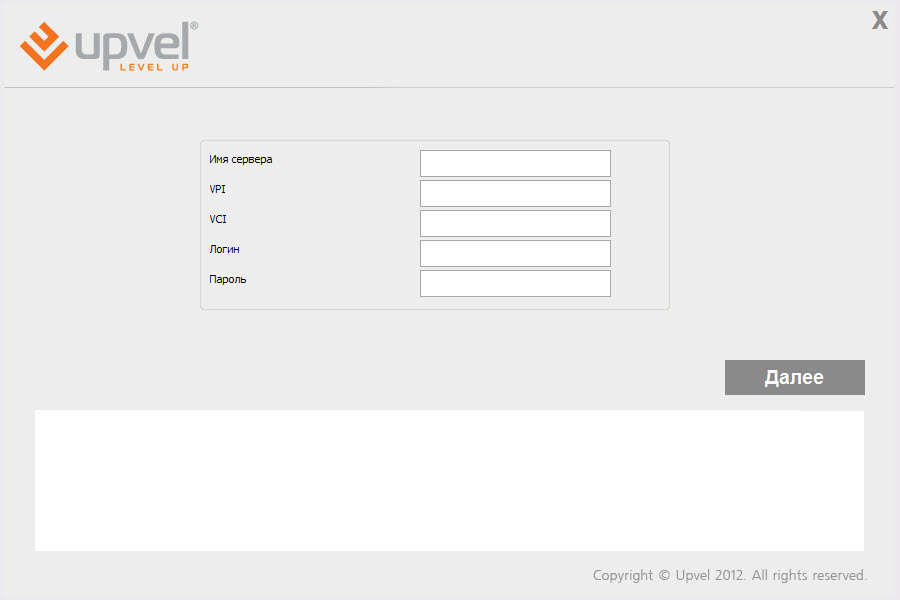 X
upvel®
LEVEL UP
Имя сервера
VPI
VCI
Логин
Пароль
Далее
Copyright © Upvel 2012. All rights reserved.